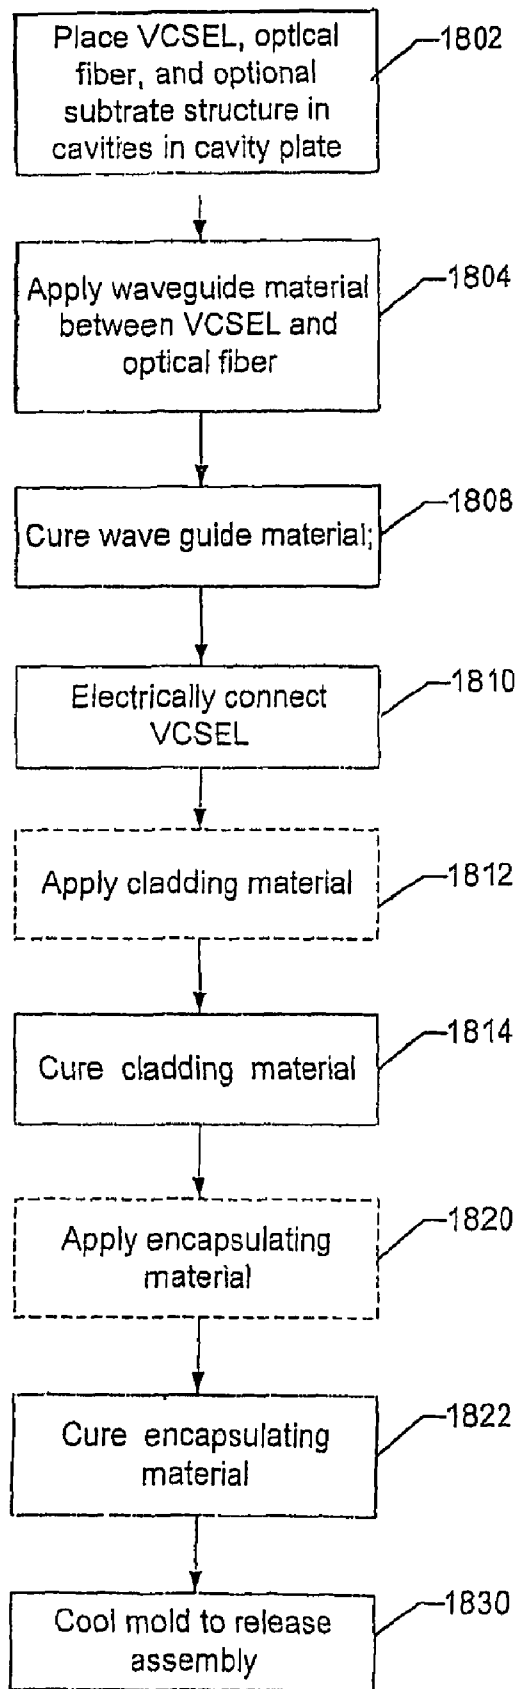 Place VCSEL, optical
fiber, and optional
subtrate structure in
cavities in cavity plate
1802
Apply waveguide material
between VCSEL and
optical fiber
1804
Cure wave guide material;
1808
Electrically connect
VCSEL
1810
Apply cladding material
1812
Cure cladding material
1814
Apply encapsulating
material
1820
Cure encapsulating
material
1822
Cool mold to release
assembly
1830